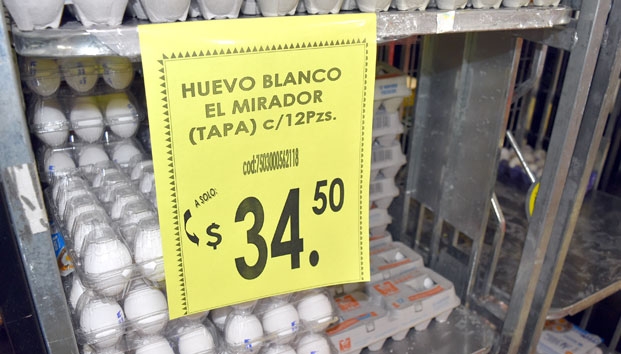 HUEVO BLANCO
EL MIRADOR
(TAPA) c/12Pzs.
cod:7503000562118
A SOLO:
$ 34.50